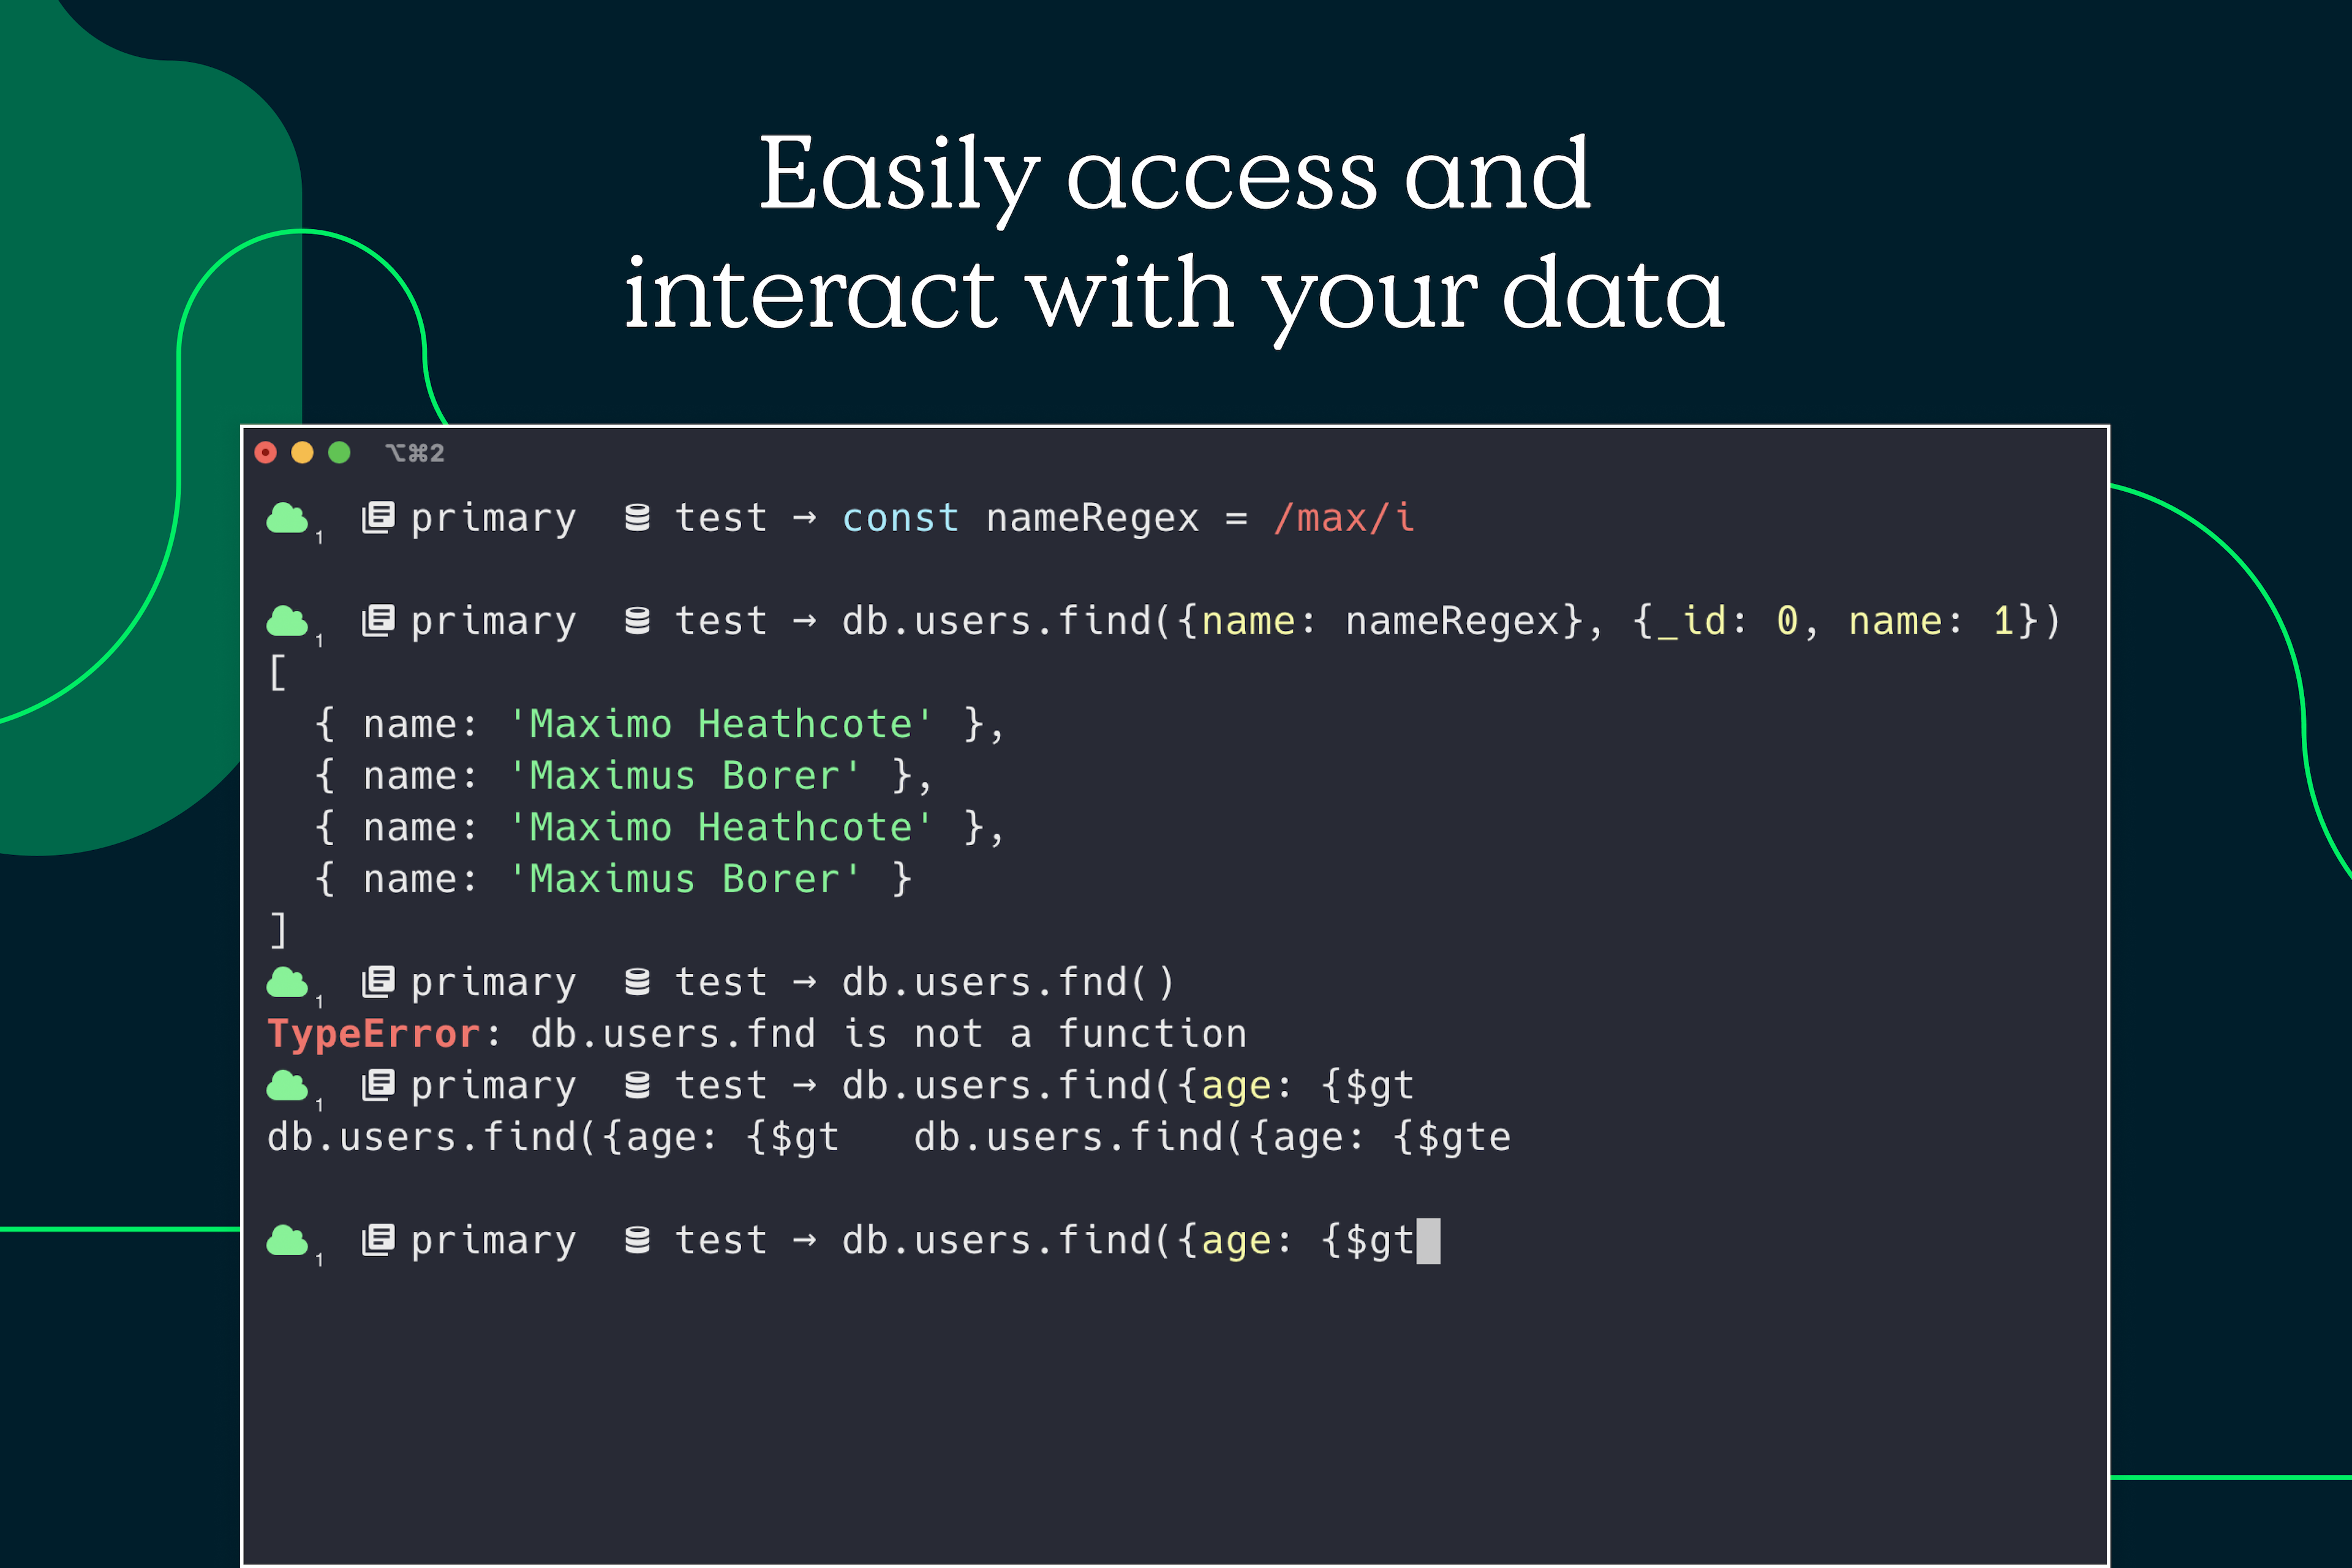 Easily access and
interact with your data
⌥⌘2
1 primary test → const nameRegex = /max/i
1 primary test → db.users.find({name: nameRegex}, {_id: 0, name: 1})
[
  { name: 'Maximo Heathcote' },
  { name: 'Maximus Borer' },
  { name: 'Maximo Heathcote' },
  { name: 'Maximus Borer' }
]
1 primary test → db.users.fnd()
TypeError: db.users.fnd is not a function
1 primary test → db.users.find({age: {$gt
db.users.find({age: {$gt   db.users.find({age: {$gte
1 primary test → db.users.find({age: {$gt